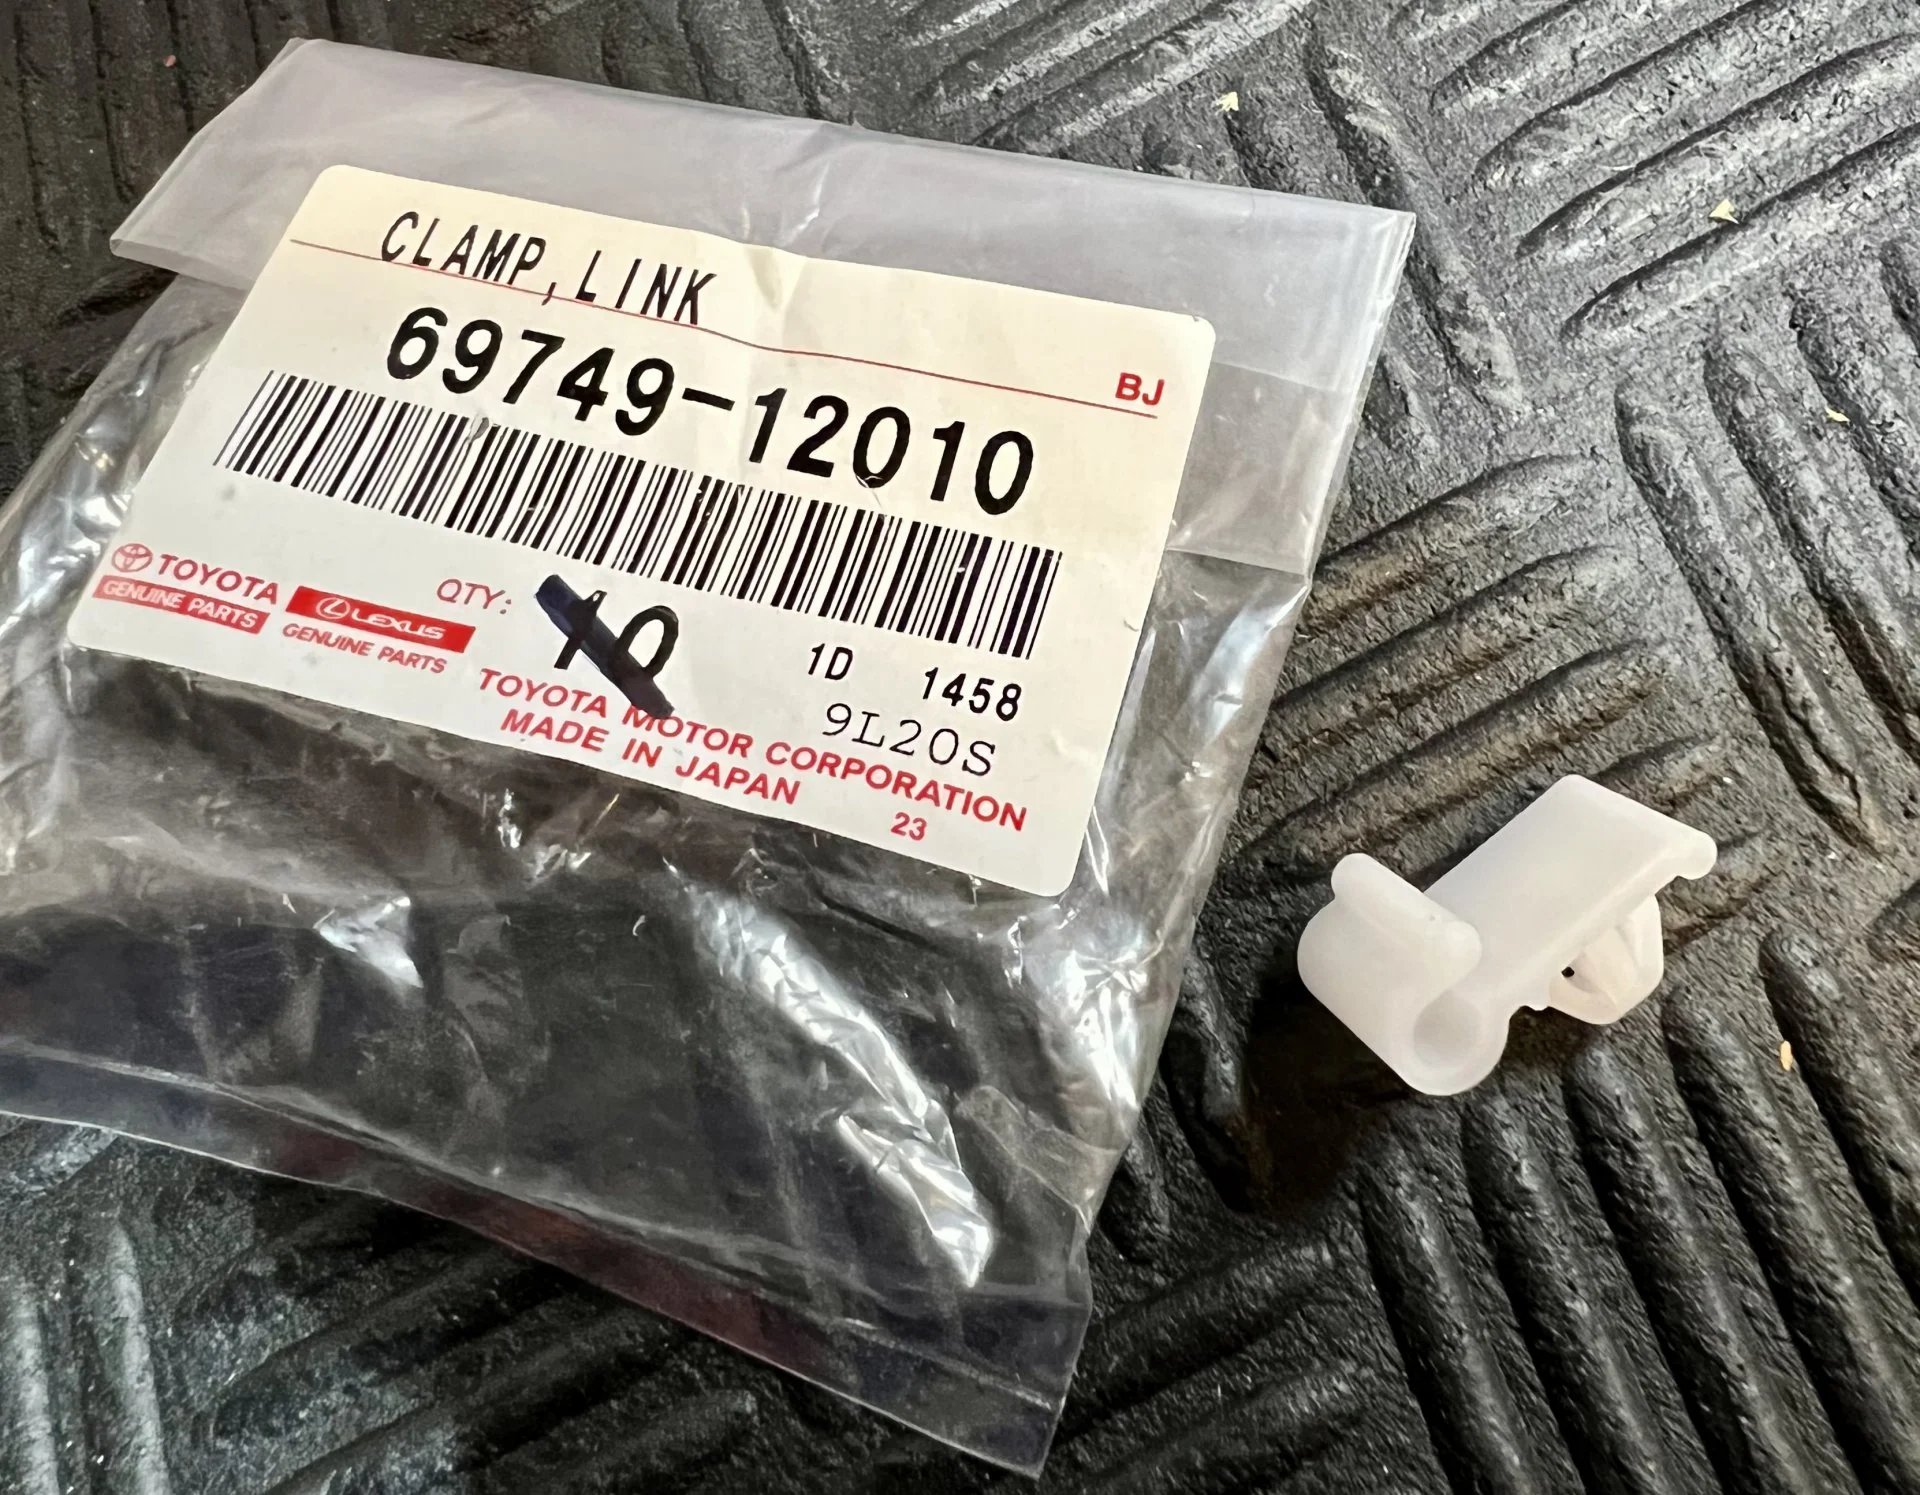 CLAMP,LINK
BJ
69749-12010
TOYOTA
GENUINE PARTS
LEXUS
GENUINE PARTS
QTY: 10
1D 1458
9L20S
TOYOTA MOTOR CORPORATION
MADE IN JAPAN
23